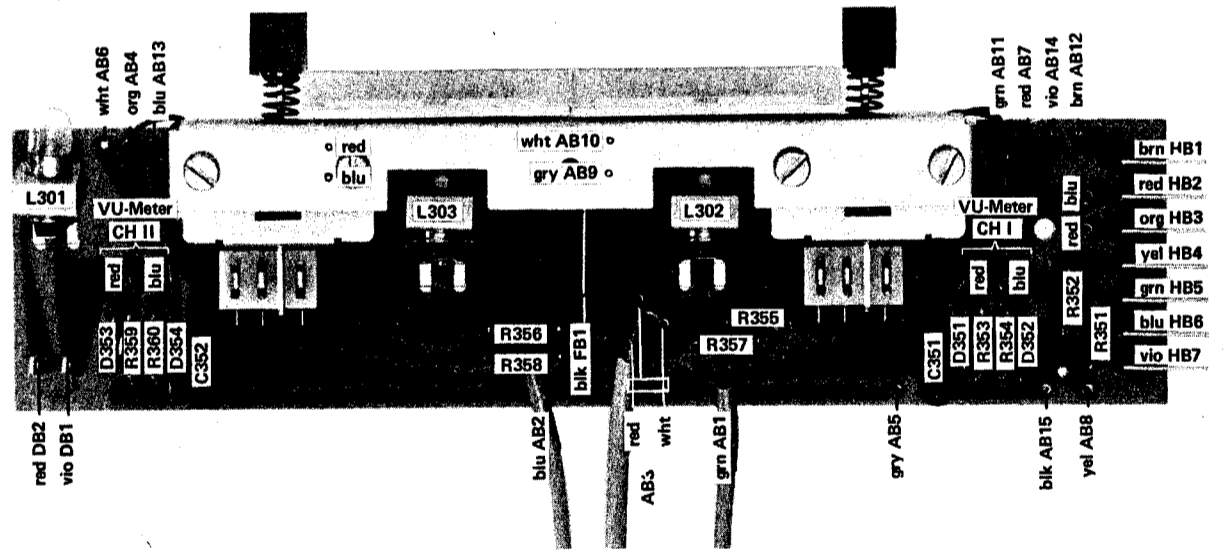 wht AB6
org AB4
blu AB13
grn AB11
red AB7
vio AB14
brn AB12
red
blu
wht AB10
gry AB9
brn HB1
red HB2
org HB3
yel HB4
grn HB5
blu HB6
vio HB7
L301
VU-Meter
CH II
red
blu
L303
L302
VU-Meter
CH I
red
blu
red
blu
D353
R359
R360
D354
C352
R356
R358
blk FB1
R355
R357
C351
D351
R353
R354
D352
R352
R351
red DB2
vio DB1
blu AB2
red
wht
AB3
grn AB1
gry AB5
blk AB15
yel AB8